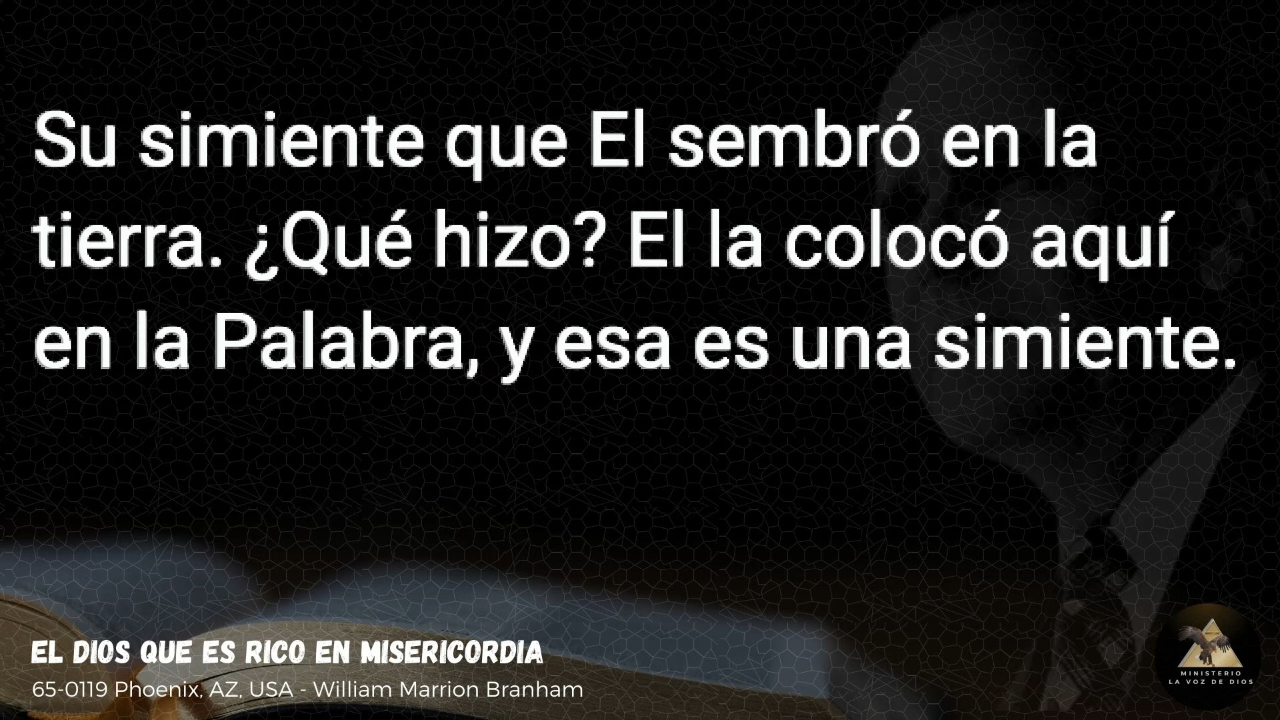 Su simiente que El sembró en la
tierra. ¿Qué hizo? El la colocó aquí
en la Palabra, y esa es una simiente.
EL DIOS QUE ES RICO EN MISERICORDIA
65-0119 Phoenix, AZ, USA - William Marrion Branham
MINISTERIO
LA VOZ DE DIOS